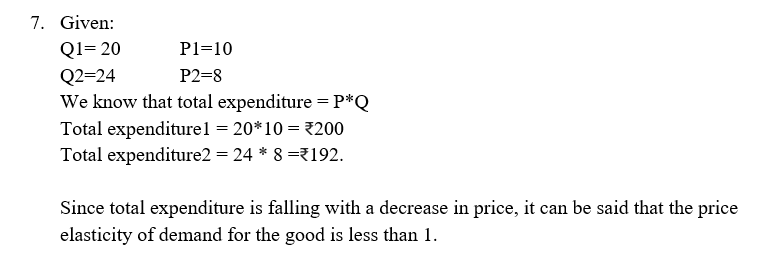 7. Given:
Q1= 20 P1=10
Q2=24 P2=8
We know that total expenditure = P*Q
Total expenditure1 = 20*10 = ₹200
Total expenditure2 = 24 * 8 =₹192.
Since total expenditure is falling with a decrease in price, it can be said that the price
elasticity of demand for the good is less than 1.